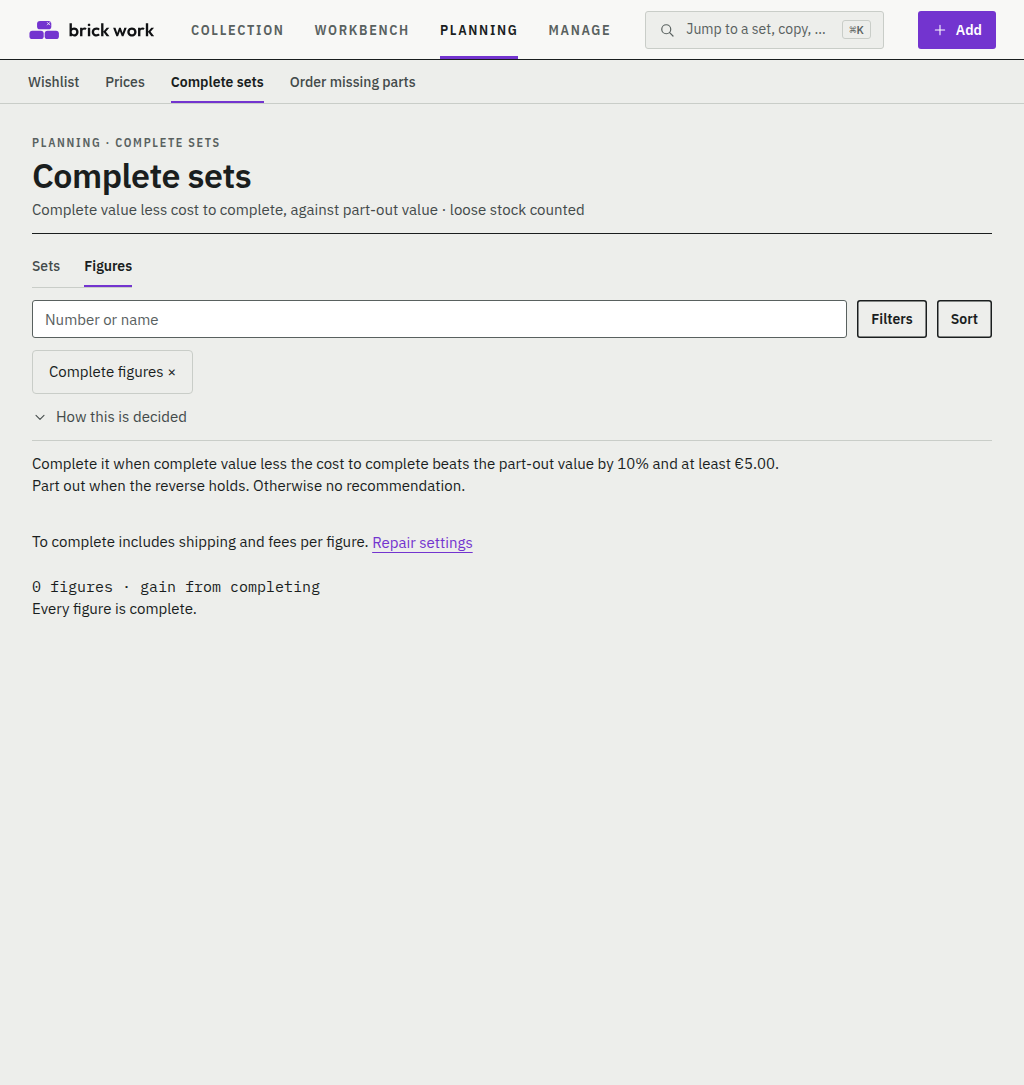 brick work
COLLECTION
WORKBENCH
PLANNING
MANAGE
Jump to a set, copy, ...
⌘K
+ Add
Wishlist
Prices
Complete sets
Order missing parts
PLANNING · COMPLETE SETS
Complete sets
Complete value less cost to complete, against part-out value · loose stock counted
Sets
Figures
Number or name
Filters
Sort
Complete figures ×
How this is decided
Complete it when complete value less the cost to complete beats the part-out value by 10% and at least €5.00.
Part out when the reverse holds. Otherwise no recommendation.
To complete includes shipping and fees per figure. Repair settings
0 figures · gain from completing
Every figure is complete.